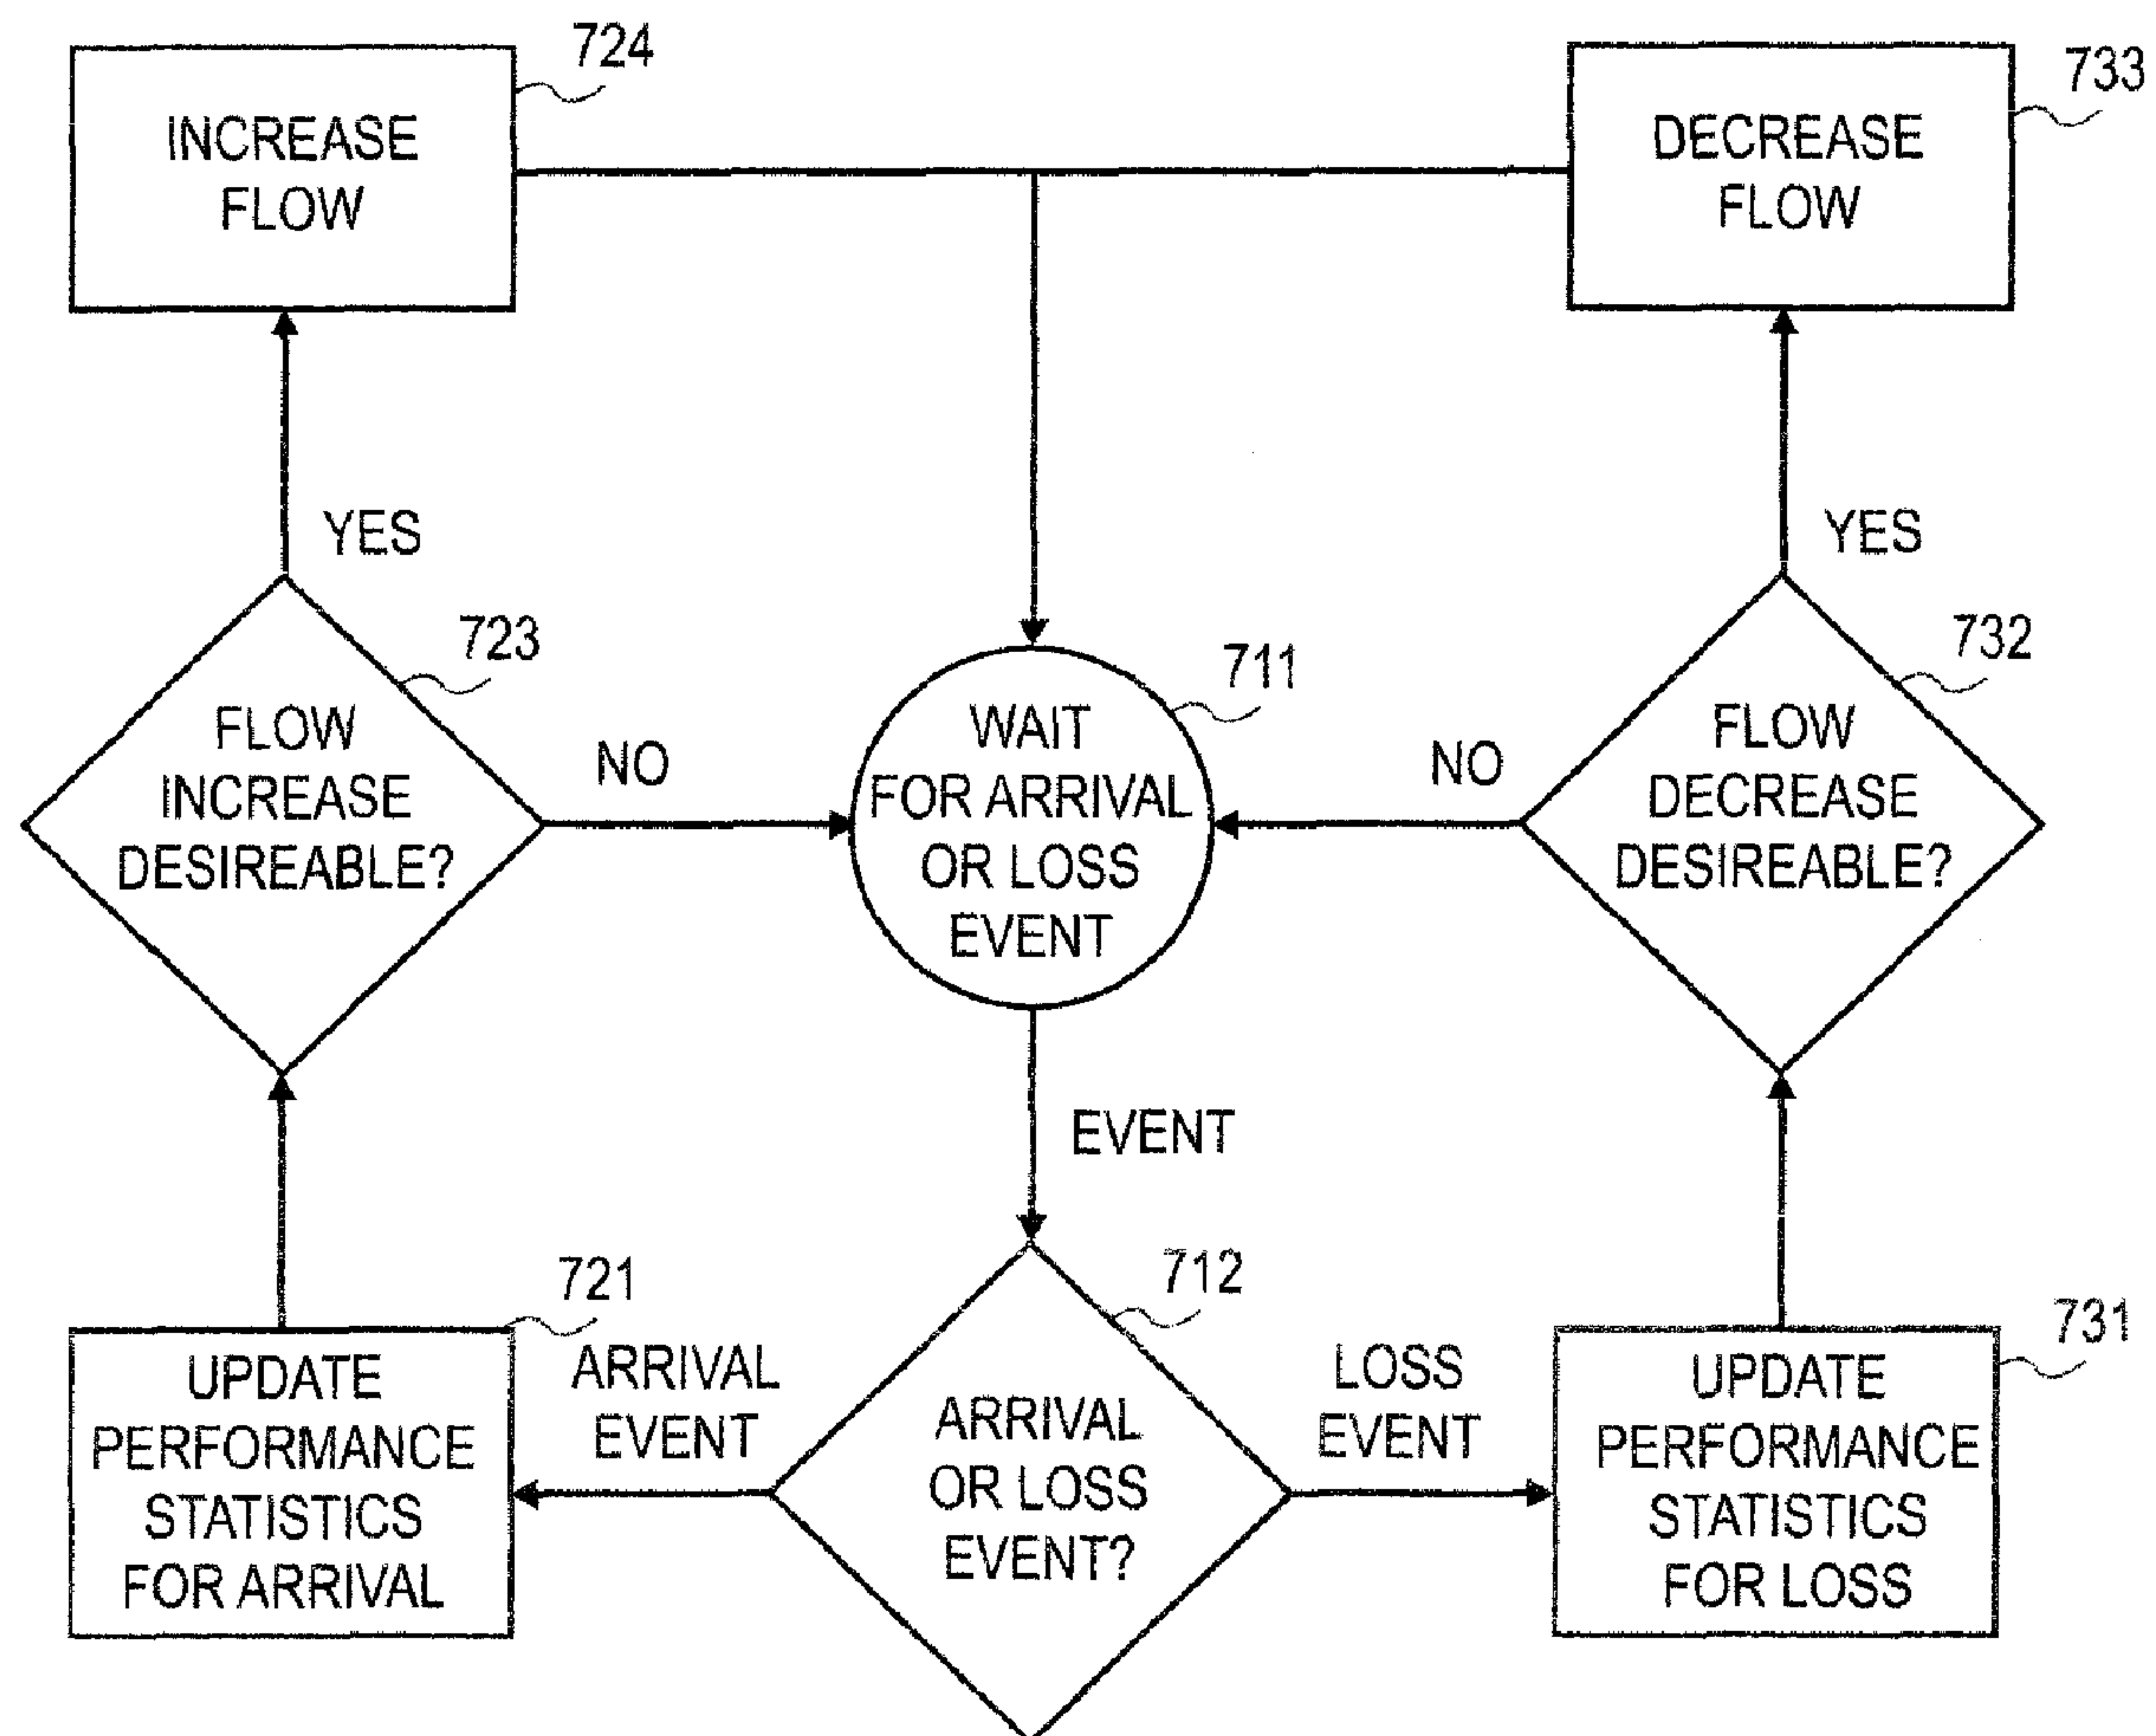 724
INCREASE
FLOW
733
DECREASE
FLOW
YES
YES
723
FLOW
INCREASE
DESIREABLE?
NO
711
WAIT
FOR ARRIVAL
OR LOSS
EVENT
NO
732
FLOW
DECREASE
DESIREABLE?
EVENT
721
UPDATE
PERFORMANCE
STATISTICS
FOR ARRIVAL
ARRIVAL
EVENT
712
ARRIVAL
OR LOSS
EVENT?
LOSS
EVENT
731
UPDATE
PERFORMANCE
STATISTICS
FOR LOSS